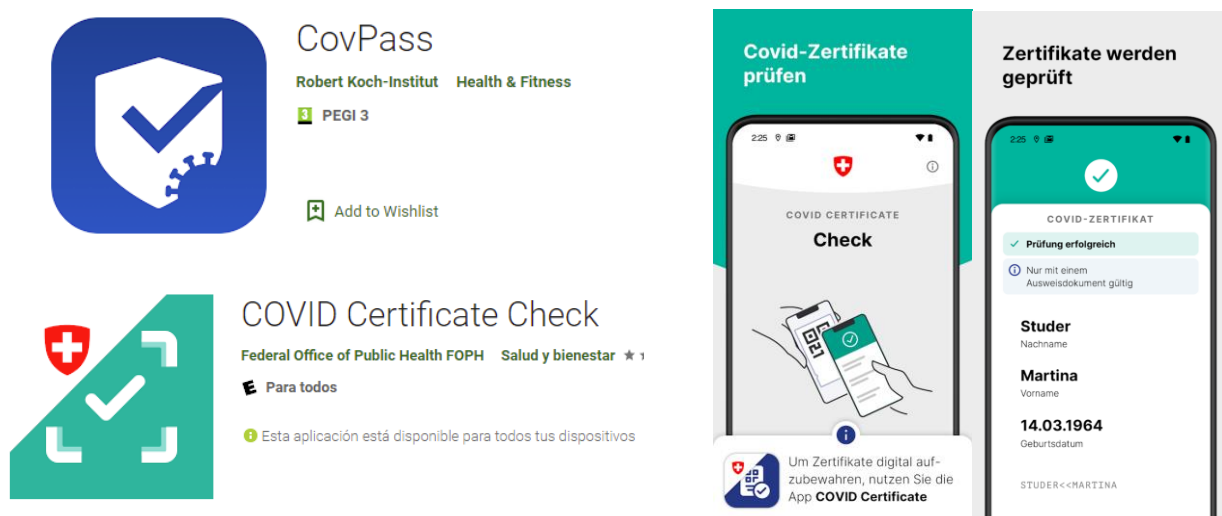 CovPass
Robert Koch-Institut Health & Fitness
3 PEGI 3
Add to Wishlist
COVID Certificate Check
Federal Office of Public Health FOPH Salud y bienestar
E Para todos
Esta aplicación está disponible para todos tus dispositivos
Covid-Zertifikate
prüfen
2:25
COVID CERTIFICATE
Check
Um Zertifikate digital auf-
zubewahren, nutzen Sie die
App COVID Certificate
Zertifikate werden
geprüft
2:25
COVID-ZERTIFIKAT
Prüfung erfolgreich
Nur mit einem
Ausweisdokument gültig
Studer
Nachname
Martina
Vorname
14.03.1964
Geburtsdatum
STUDER<<MARTINA